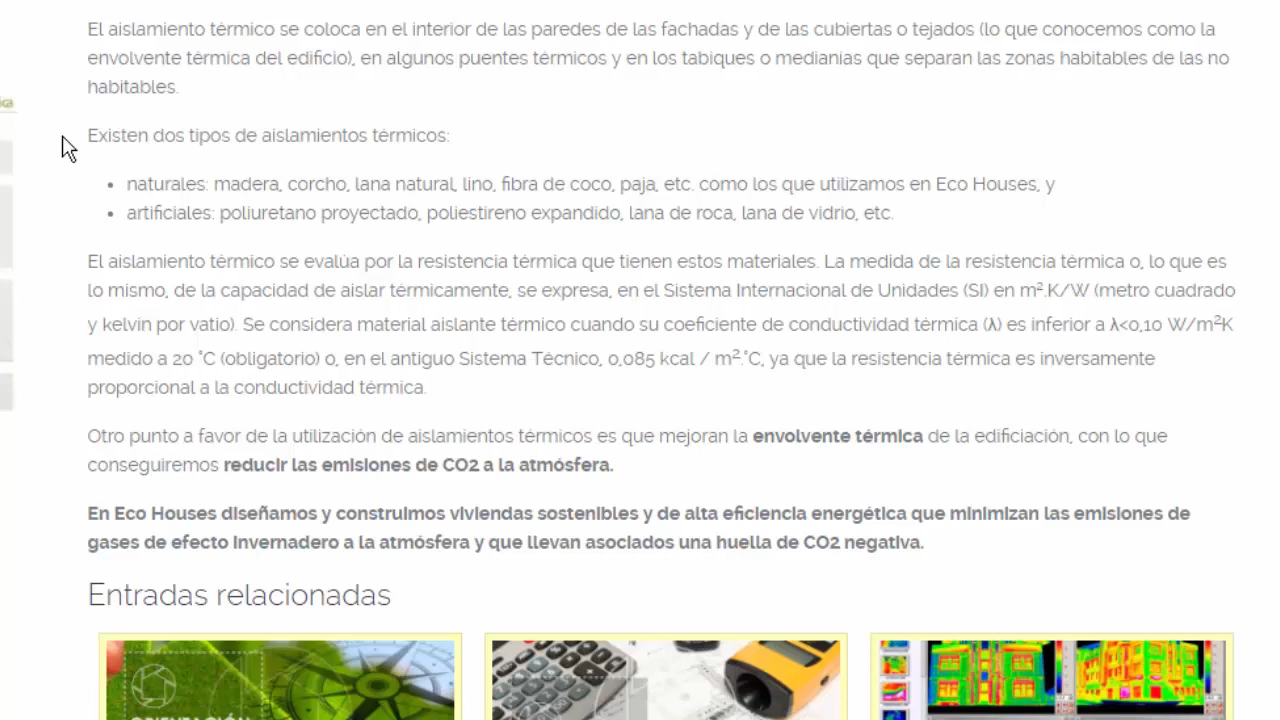 El aislamiento térmico se coloca en el interior de las paredes de las fachadas y de las cubiertas o tejados (lo que conocemos como la
envolvente térmica del edificio), en algunos puentes térmicos y en los tabiques o medianías que separan las zonas habitables de las no
habitables.
Existen dos tipos de aislamientos térmicos:
• naturales: madera, corcho, lana natural, lino, fibra de coco, paja, etc. como los que utilizamos en Eco Houses, y
• artificiales: poliuretano proyectado, poliestireno expandido, lana de roca, lana de vidrio, etc.
El aislamiento térmico se evalúa por la resistencia térmica que tienen estos materiales. La medida de la resistencia térmica o, lo que es
lo mismo, de la capacidad de aislar térmicamente, se expresa, en el Sistema Internacional de Unidades (SI) en m².K/W (metro cuadrado
y kelvin por vatio). Se considera material aislante térmico cuando su coeficiente de conductividad térmica (λ) es inferior a λ<0,10 W/m²K
medido a 20 °C (obligatorio) o, en el antiguo Sistema Técnico, 0,085 kcal / m².°C, ya que la resistencia térmica es inversamente
proporcional a la conductividad térmica.
Otro punto a favor de la utilización de aislamientos térmicos es que mejoran la envolvente térmica de la edificiación, con lo que
conseguiremos reducir las emisiones de CO2 a la atmósfera.
En Eco Houses diseñamos y construimos viviendas sostenibles y de alta eficiencia energética que minimizan las emisiones de
gases de efecto invernadero a la atmósfera y que llevan asociados una huella de CO2 negativa.
Entradas relacionadas
ORIENTACIÓN